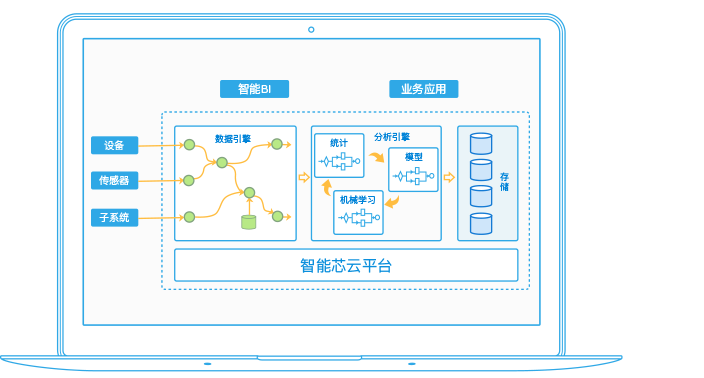 智能BI
业务应用
设备
传感器
子系统
数据引擎
统计
分析引擎
模型
机械学习
存
储
智能芯云平台